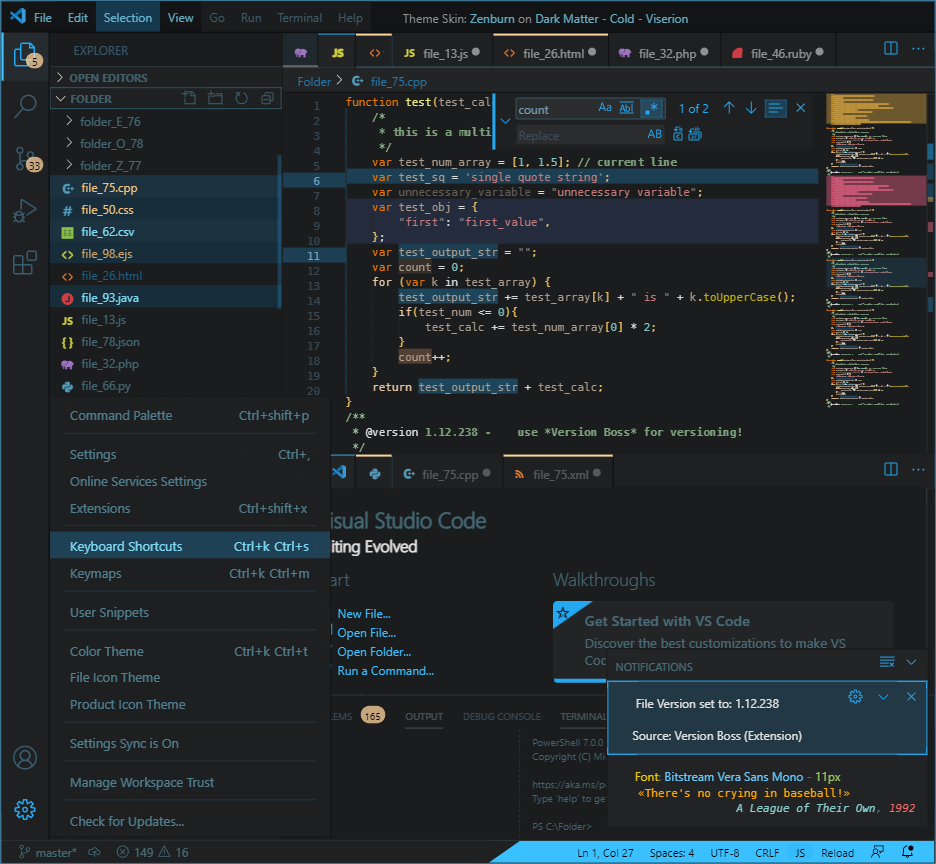 File Edit Selection View Go Run Terminal Help Theme Skin: Zenburn on Dark Matter - Cold - Viserion
5
EXPLORER
JS
JS file_13.js
file_26.html
file_32.php
file_46.ruby
OPEN EDITORS
FOLDER
folder_E_76
folder_O_78
folder_Z_77
file_75.cpp
# file_50.css
file_62.csv
file_98.ejs
file_26.html
file_93.java
JS file_13.js
{} file_78.json
file_32.php
file_66.py
33
Folder > file_75.cpp
count Aa Abl .* 1 of 2
Replace AB
1 function test(test_cal
2 /*
3 * this is a multi
4 */
5 var test_num_array = [1, 1.5]; // current line
6 var test_sq = 'single quote string';
7 var unnecessary_variable = "unnecessary variable";
8 var test_obj = {
9 "first": "first_value",
10 };
11 var test_output_str = "";
12 var count = 0;
13 for (var k in test_array) {
14 test_output_str += test_array[k] + " is " + k.toUpperCase();
15 if(test_num <= 0){
16 test_calc += test_num_array[0] * 2;
17 }
18 count++;
19 }
20 return test_output_str + test_calc;
}
/**
* @version 1.12.238 - use *Version Boss* for versioning!
*/
Command Palette Ctrl+shift+p
Settings Ctrl+,
Online Services Settings
Extensions Ctrl+shift+x
Keyboard Shortcuts Ctrl+k Ctrl+s
Keymaps Ctrl+k Ctrl+m
User Snippets
Color Theme Ctrl+k Ctrl+t
File Icon Theme
Product Icon Theme
Settings Sync is On
Manage Workspace Trust
Check for Updates...
file_75.cpp
file_75.xml
isual Studio Code
iting Evolved
art
New File...
Open File...
Open Folder...
Run a Command...
Walkthroughs
Get Started with VS Code
Discover the best customizations to make VS
Coc
NOTIFICATIONS
File Version set to: 1.12.238
Source: Version Boss (Extension)
Font: Bitstream Vera Sans Mono - 11px
«There's no crying in baseball!»
A League of Their Own, 1992
LEMS 165 OUTPUT DEBUG CONSOLE TERMINAL
PowerShell 7.0.0
Copyright (C) Mi
https://aka.ms/p
Type 'help' to ge
PS C:\Folder>
master* 149 16 Ln 1, Col 27 Spaces: 4 UTF-8 CRLF JS Reload